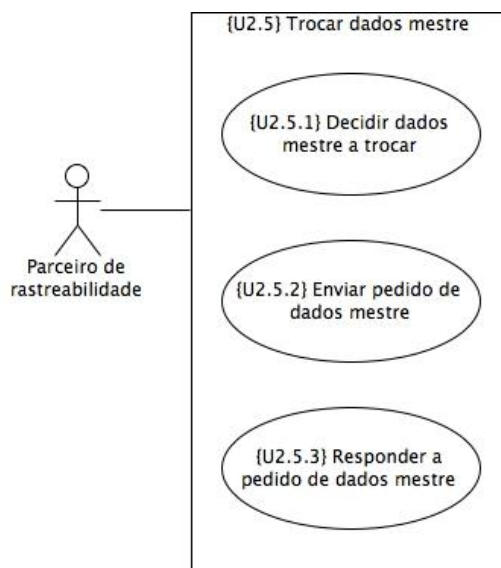 {U2.5} Trocar dados mestre
{U2.5.1} Decidir dados
mestre a trocar
Parceiro de
rastreabilidade
{U2.5.2} Enviar pedido de
dados mestre
{U2.5.3} Responder a
pedido de dados mestre